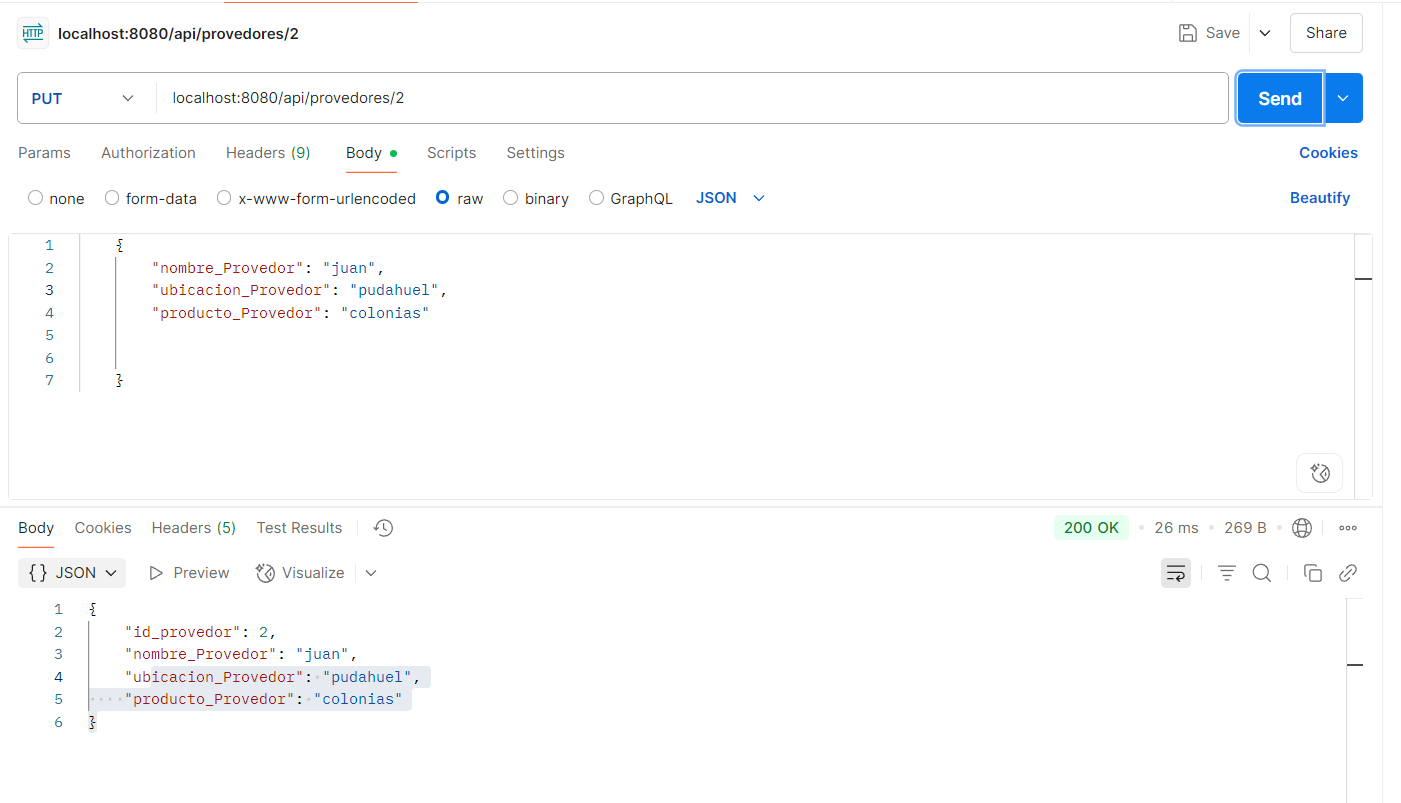 HTTP localhost:8080/api/provedores/2 Save Share
PUT localhost:8080/api/provedores/2 Send
Params Authorization Headers (9) Body Scripts Settings Cookies
none form-data x-www-form-urlencoded raw binary GraphQL JSON Beautify
1 {
2 "nombre_Provedor": "juan",
3 "ubicacion_Provedor": "pudahuel",
4 "producto_Provedor": "colonias"
5
6
7 }
Body Cookies Headers (5) Test Results 200 OK • 26 ms • 269 B •
{} JSON Preview Visualize
1 {
2 "id_provedor": 2,
3 "nombre_Provedor": "juan",
4 "ubicacion_Provedor": "pudahuel",
5 ····"producto_Provedor": "colonias"
6 }